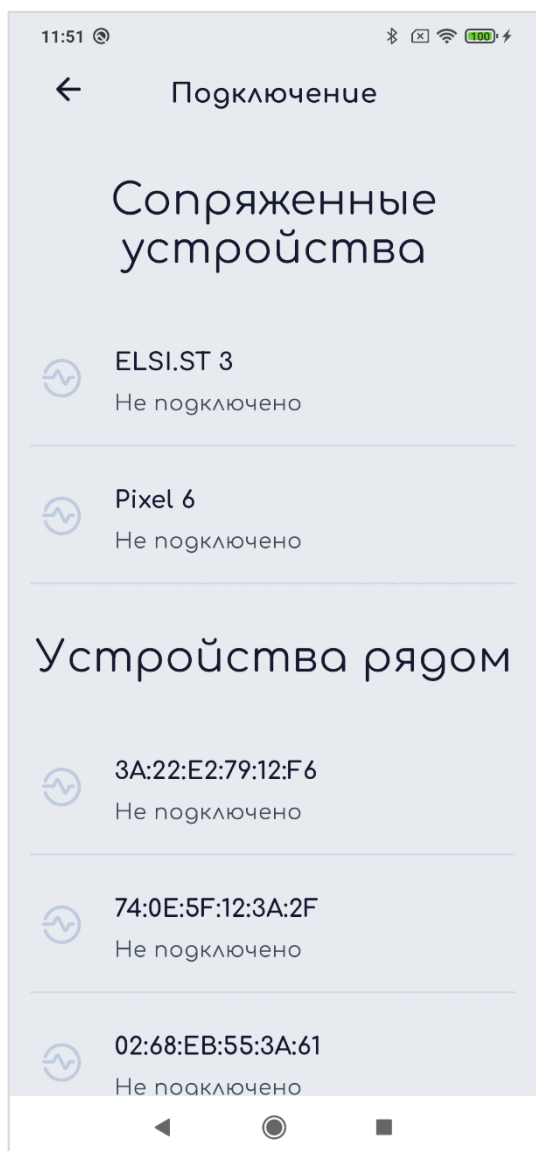 11:51
100
Подключение
Сопряженные
устройства
ELSI.ST 3
Не подключено
Pixel 6
Не подключено
Устройства рядом
3A:22:E2:79:12:F6
Не подключено
74:0E:5F:12:3A:2F
Не подключено
02:68:EB:55:3A:61
Не подключено